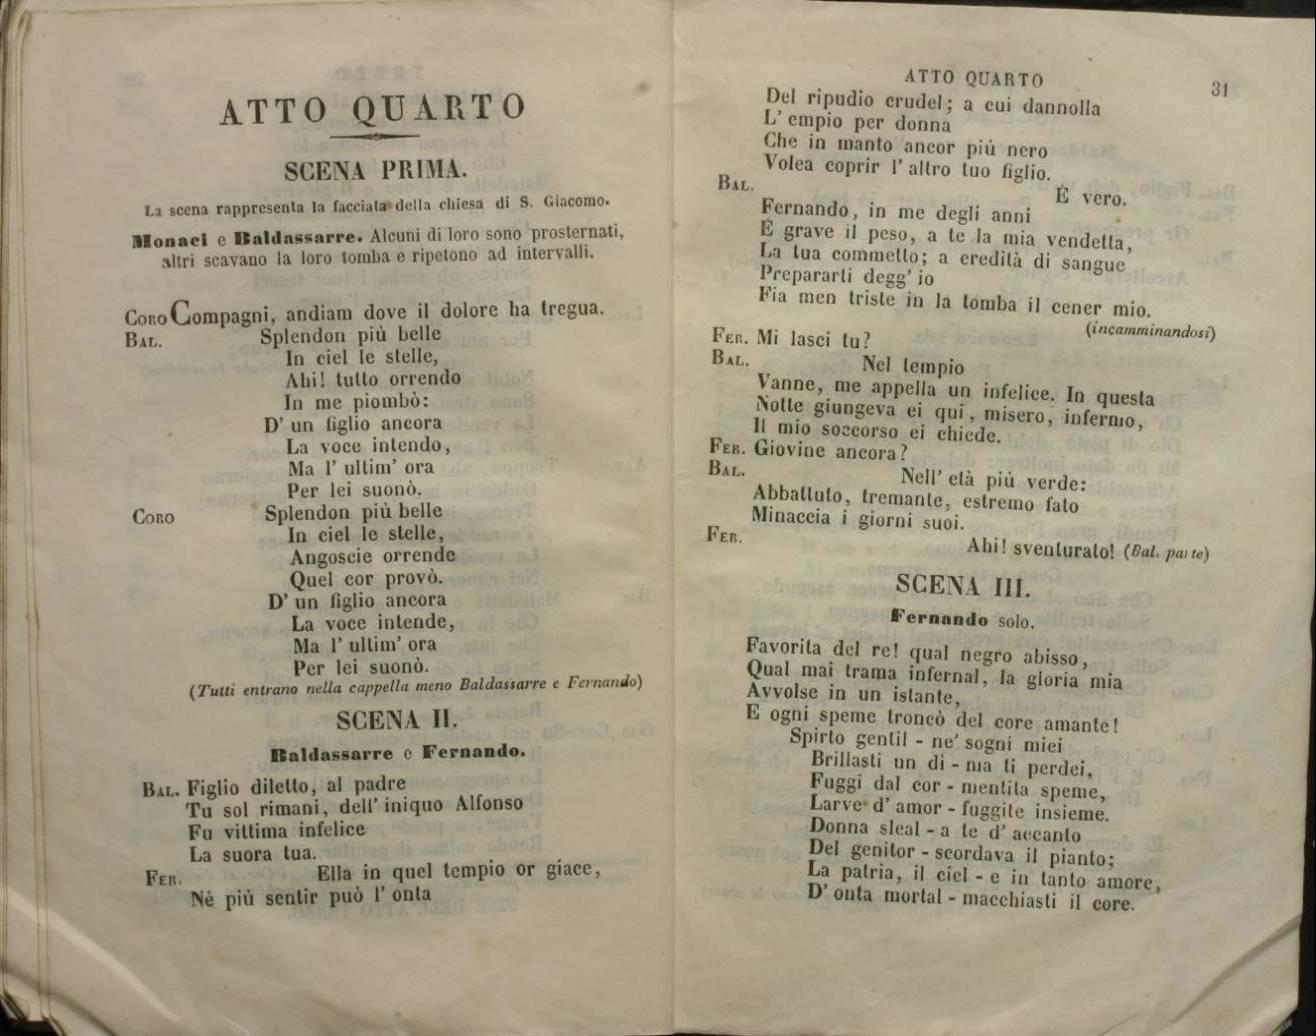 ATTO QUARTO
SCENA PRIMA.
La scena rappresenta la facciata della chiesa di S. Giacomo.
Monaci e Baldassarre. Alcuni di loro sono prosternati,
altri scavano la loro tomba e ripetono ad intervalli.
CORO Compagni, andiam dove il dolore ha tregua.
BAL. Splendon più belle
In ciel le stelle,
Ahi! tutto orrendo
In me piombò:
D' un figlio ancora
La voce intendo,
Ma l' ultim' ora
Per lei suonò.
CORO Splendon più belle
In ciel le stelle,
Angoscie orrende
Quel cor provò.
D' un figlio ancora
La voce intende,
Ma l' ultim' ora
Per lei suonò.
(Tutti entrano nella cappella meno Baldassarre e Fernando)
SCENA II.
Baldassarre e Fernando.
BAL. Figlio diletto, al padre
Tu sol rimani, dell' iniquo Alfonso
Fu vittima infelice
La suora tua.
FER. Ella in quel tempio or giace,
Nè più sentir può l' onta
ATTO QUARTO 31
Del ripudio crudel; a cui dannolla
L' empio per donna
Che in manto ancor più nero
Volea coprir l' altro tuo figlio.
BAL. È vero.
Fernando, in me degli anni
È grave il peso, a te la mia vendetta,
La tua commetto; a eredità di sangue
Prepararti degg' io
Fia men triste in la tomba il cener mio.
(incamminandosi)
FER. Mi lasci tu?
BAL. Nel tempio
Vanne, me appella un infelice. In questa
Notte giungeva ei qui, misero, infermo,
Il mio soccorso ei chiede.
FER. Giovine ancora?
BAL. Nell' età più verde:
Abbattuto, tremante, estremo fato
Minaccia i giorni suoi.
FER. Ahi! sventurato! (Bal. parte)
SCENA III.
Fernando solo.
Favorita del re! qual negro abisso,
Qual mai trama infernal, la gloria mia
Avvolse in un istante,
E ogni speme troncò del core amante!
Spirto gentil - ne' sogni miei
Brillasti un dì - ma ti perdei,
Fuggi dal cor - mentita speme,
Larve d' amor - fuggite insieme.
Donna sleal - a te d' accanto
Del genitor - scordava il pianto;
La patria, il ciel - e in tanto amore,
D' onta mortal - macchiasti il core.